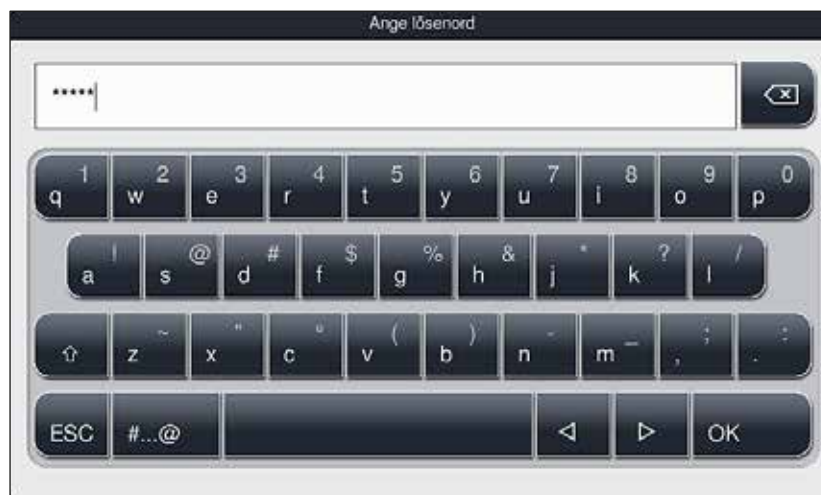 Ange lösenord
*****
1 2 3 4 5 6 7 8 9 0
q w e r t y u i o p
! @ # $ % & * ? /
a s d f g h j k l
~ " º ( ) - _ ; :
z x c v b n m , .
ESC #...@ OK